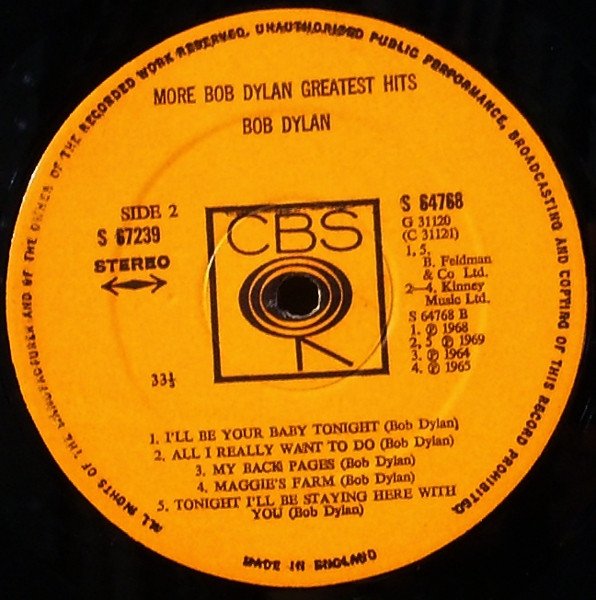 ALL RIGHTS OF THE MANUFACTURER AND OF THE OWNER OF THE RECORDED WORK RESERVED. UNAUTHORISED PUBLIC PERFORMANCE, BROADCASTING AND COPYING OF THIS RECORD PROHIBITED.
MORE BOB DYLAN GREATEST HITS
BOB DYLAN
SIDE 2
S 67239
STEREO
33⅓
CBS
S 64768
G 31120
(C 31121)
1, 5.
B. Feldman
& Co Ltd.
2—4. Kinney
Music Ltd.
S 64768 B
1. ℗ 1968
2, 5 ℗ 1969
3. ℗ 1964
4. ℗ 1965
1. I'LL BE YOUR BABY TONIGHT (Bob Dylan)
2. ALL I REALLY WANT TO DO (Bob Dylan)
3. MY BACK PAGES (Bob Dylan)
4. MAGGIE'S FARM (Bob Dylan)
5. TONIGHT I'LL BE STAYING HERE WITH
YOU (Bob Dylan)
MADE IN ENGLAND